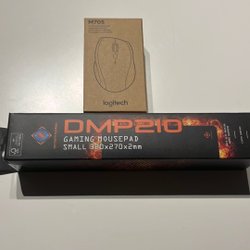 M705
logitech
DMP210
GAMING MOUSEPAD
SMALL 320x270x2mm